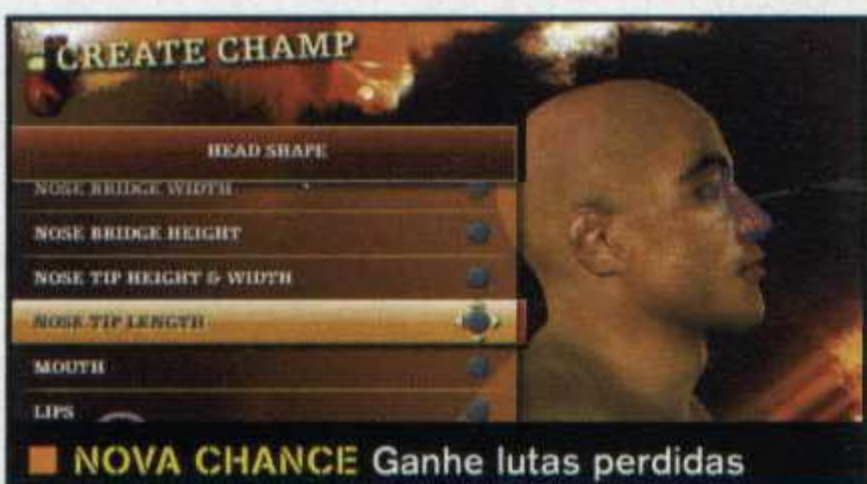 CREATE CHAMP
HEAD SHAPE
NOSE BRIDGE WIDTH
NOSE BRIDGE HEIGHT
NOSE TIP HEIGHT & WIDTH
NOSE TIP LENGTH
MOUTH
LIPS
NOVA CHANCE Ganhe lutas perdidas